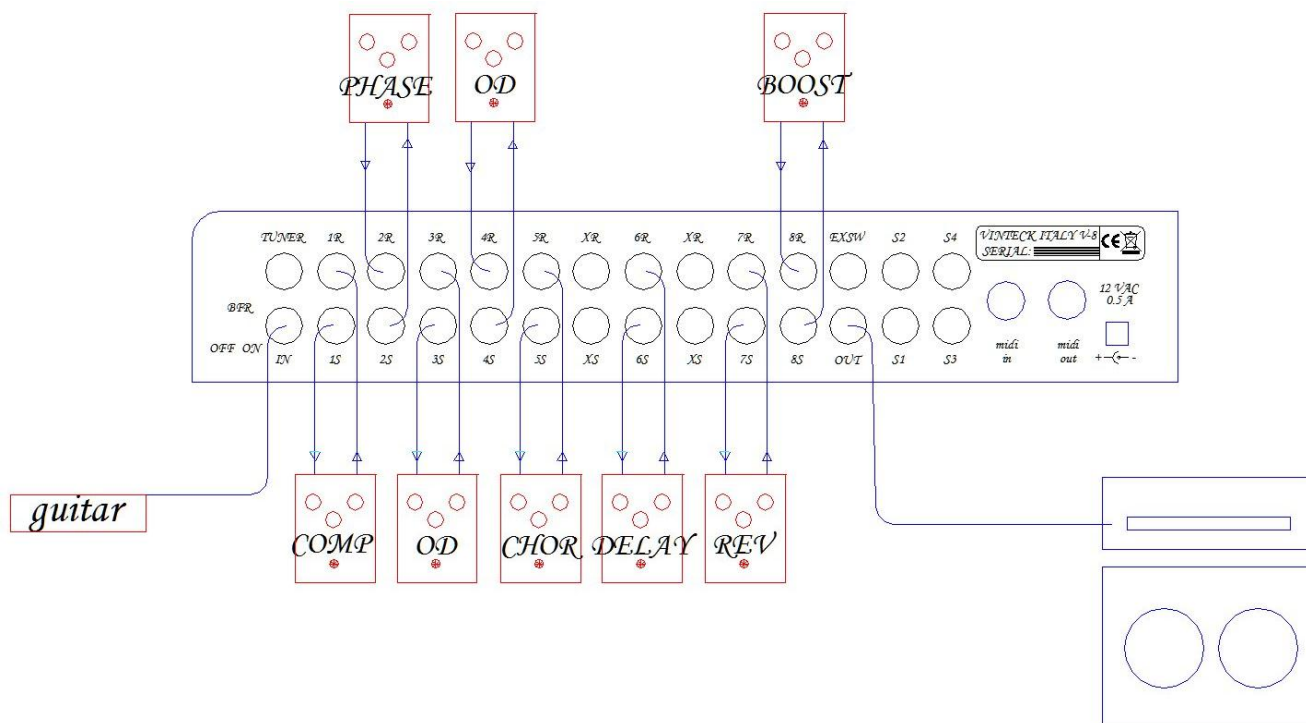 PHASE
OD
BOOST
TUNER 1R 2R 3R 4R 5R XR 6R XR 7R 8R EXSW S2 S4
VINTECK ITALY V-8
SERIAL:
CE
12 VAC
0.5 A
BFR
OFF ON
IN 1S 2S 3S 4S 5S XS 6S XS 7S 8S OUT S1 S3
midi
in
midi
out
+ -
guitar
COMP
OD
CHOR
DELAY
REV